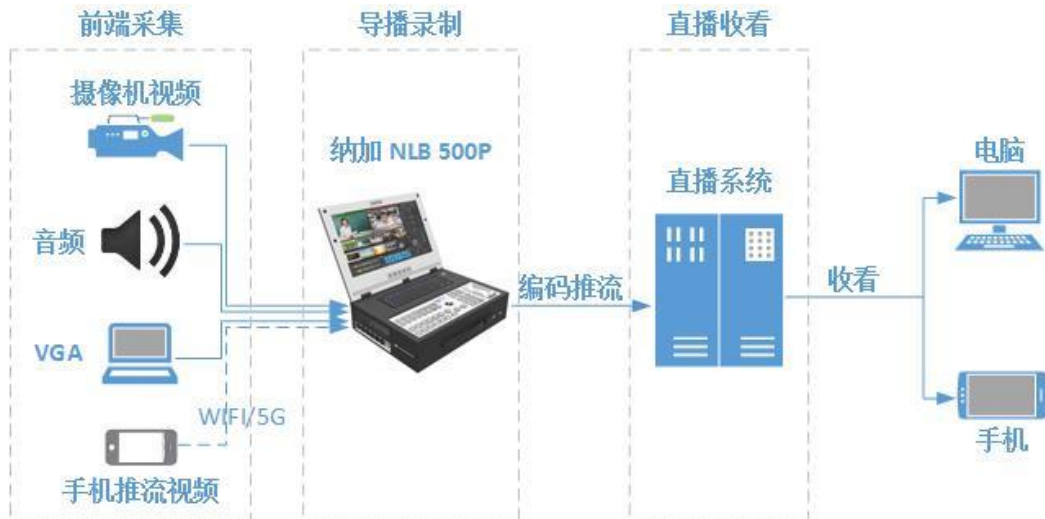 前端采集
导播录制
直播收看
摄像机视频
纳加 NLB 500P
电脑
直播系统
音频
编码推流
收看
VGA
WIFI/5G
手机
手机推流视频